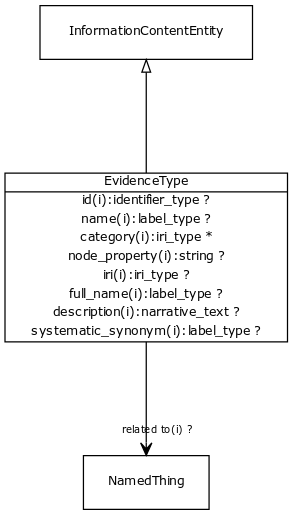 InformationContentEntity
EvidenceType
id(i):identifier_type ?
name(i):label_type ?
category(i):iri_type *
node_property(i):string ?
iri(i):iri_type ?
full_name(i):label_type ?
description(i):narrative_text ?
systematic_synonym(i):label_type ?
related to(i) ?
NamedThing